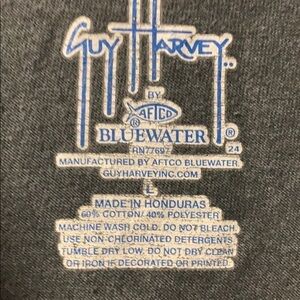 GUY HARVEY
BY
AFTCO
®
BLUEWATER ®
RN77697 24
MANUFACTURED BY AFTCO BLUEWATER.
GUYHARVEYINC.COM
L
MADE IN HONDURAS
60% COTTON/ 40% POLYESTER
MACHINE WASH COLD. DO NOT BLEACH.
USE NON-CHLORINATED DETERGENTS
TUMBLE DRY LOW. DO NOT DRY CLEAN
OR IRON IF DECORATED OR PRINTED